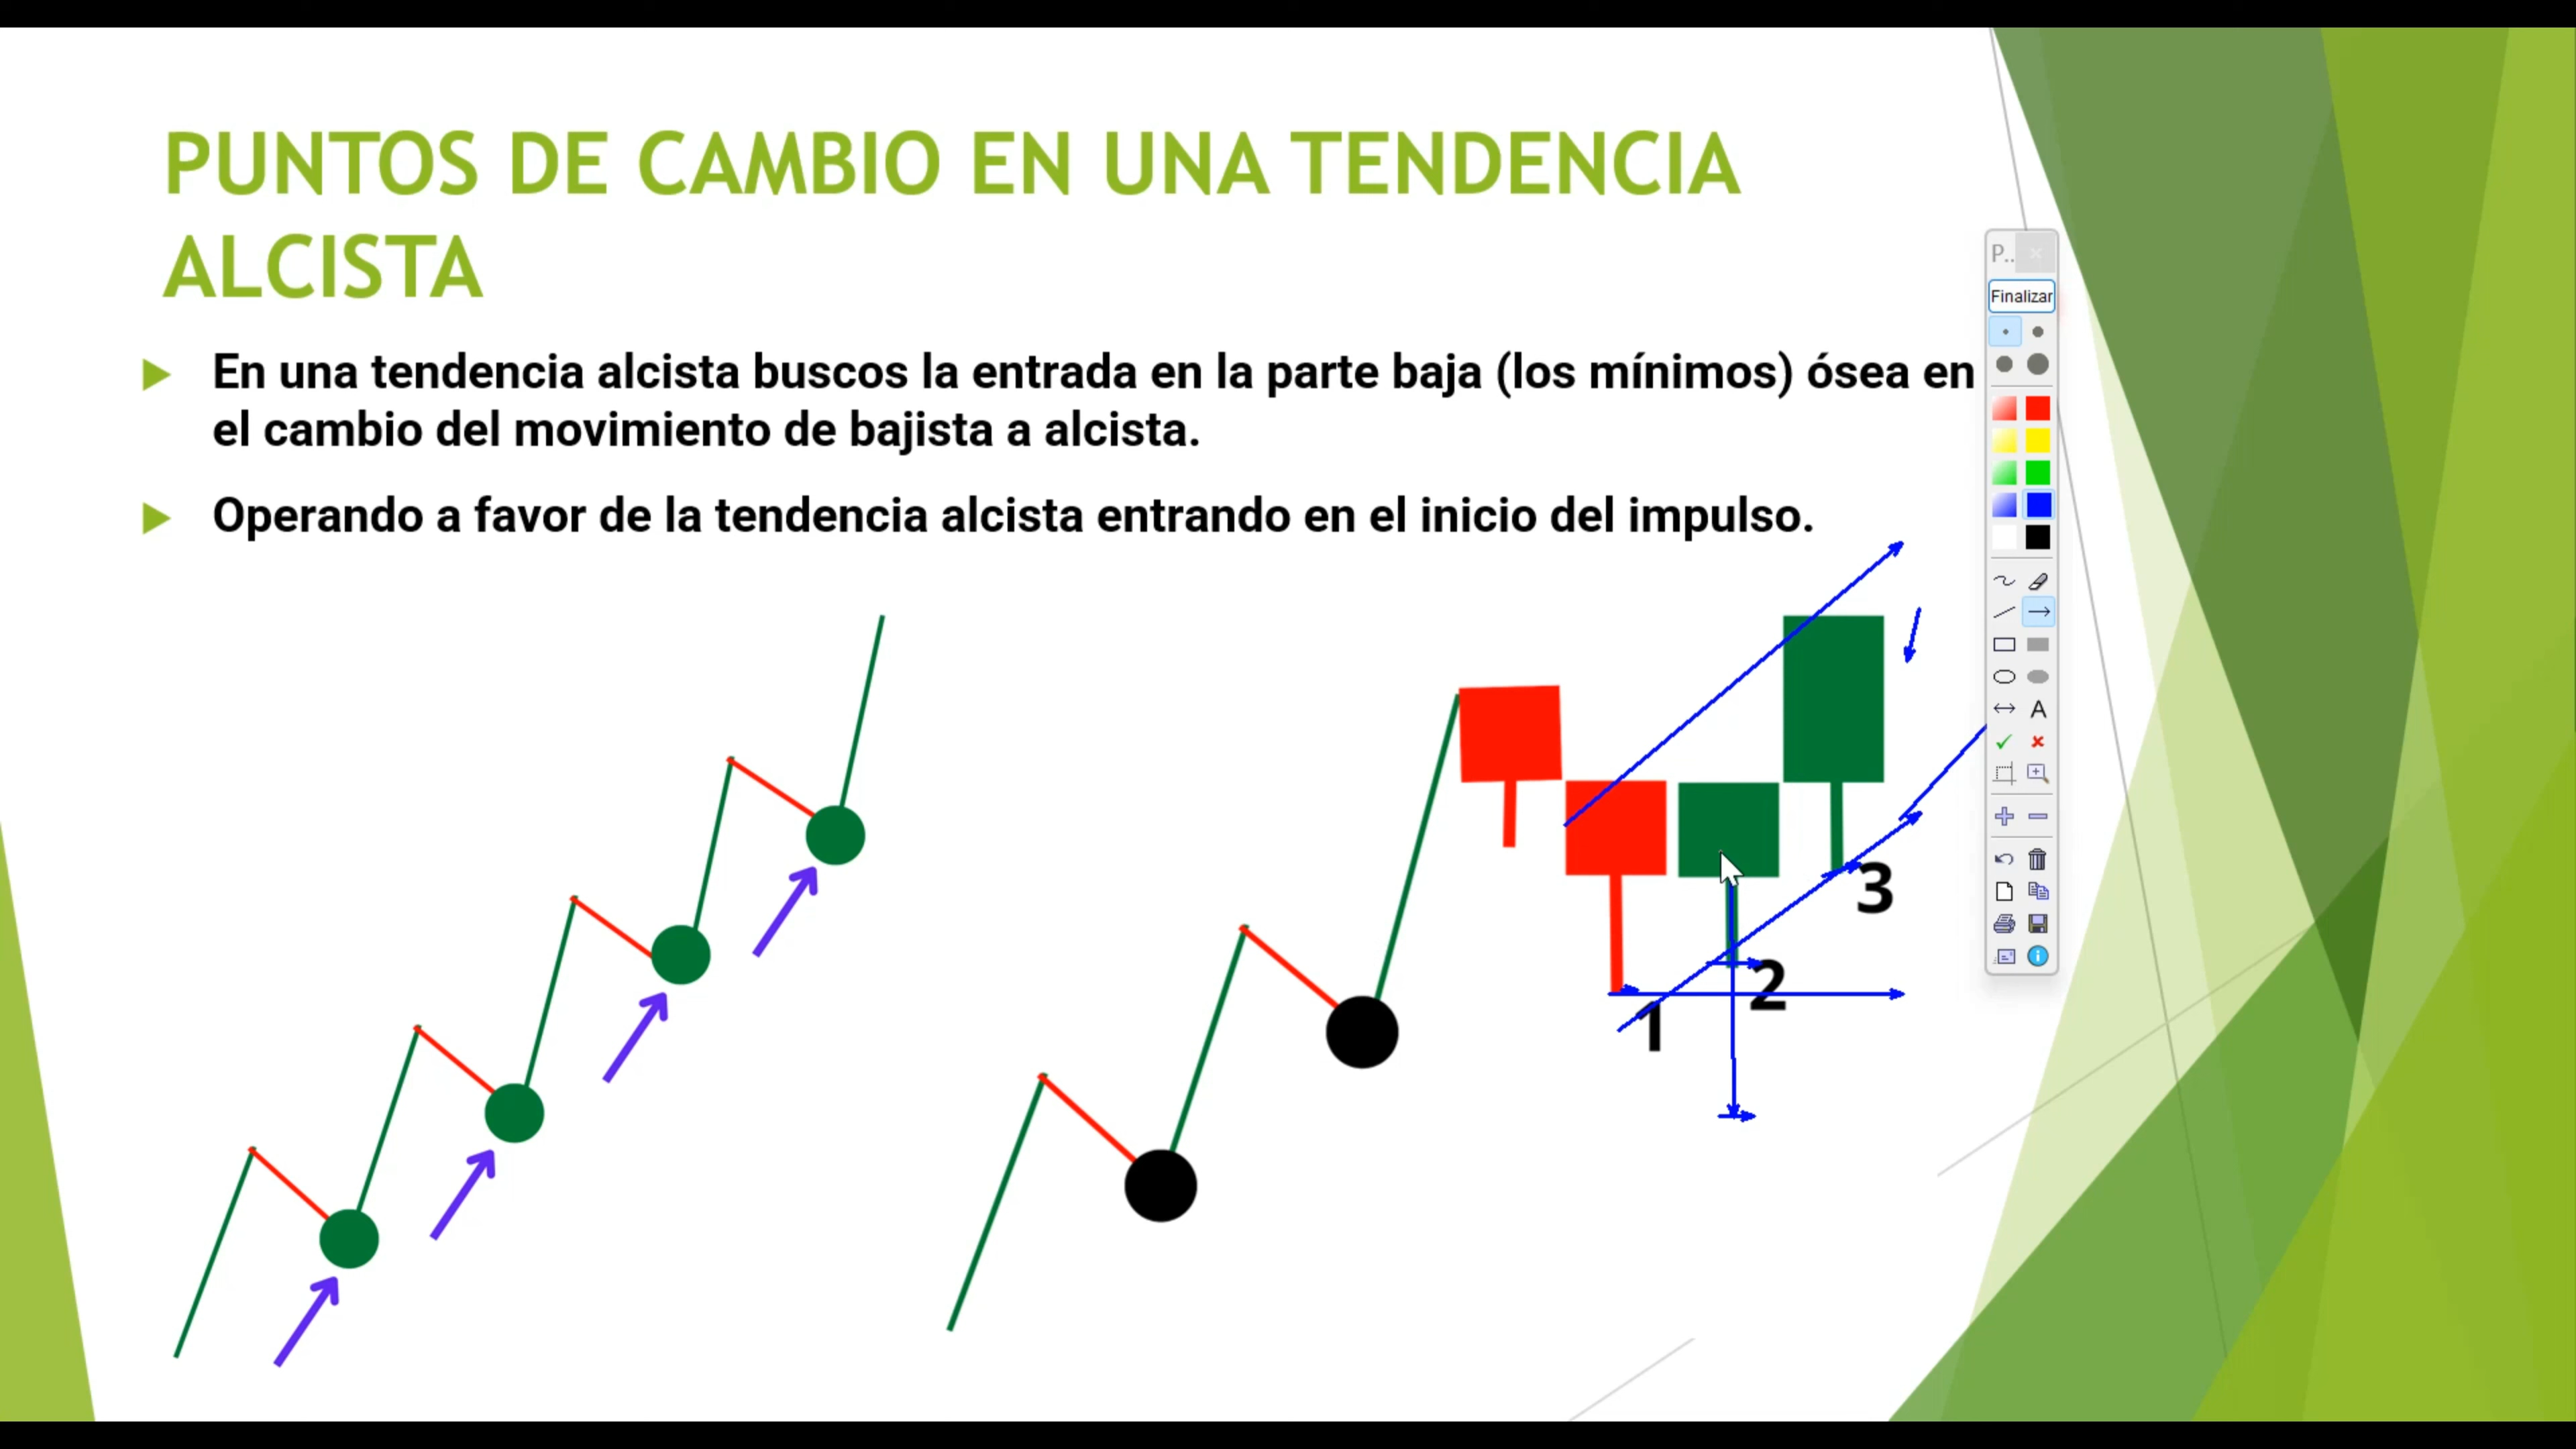 PUNTOS DE CAMBIO EN UNA TENDENCIA
ALCISTA
En una tendencia alcista buscos la entrada en la parte baja (los mínimos) ósea en
el cambio del movimiento de bajista a alcista.
Operando a favor de la tendencia alcista entrando en el inicio del impulso.
P..
Finalizar
A
3
2
1